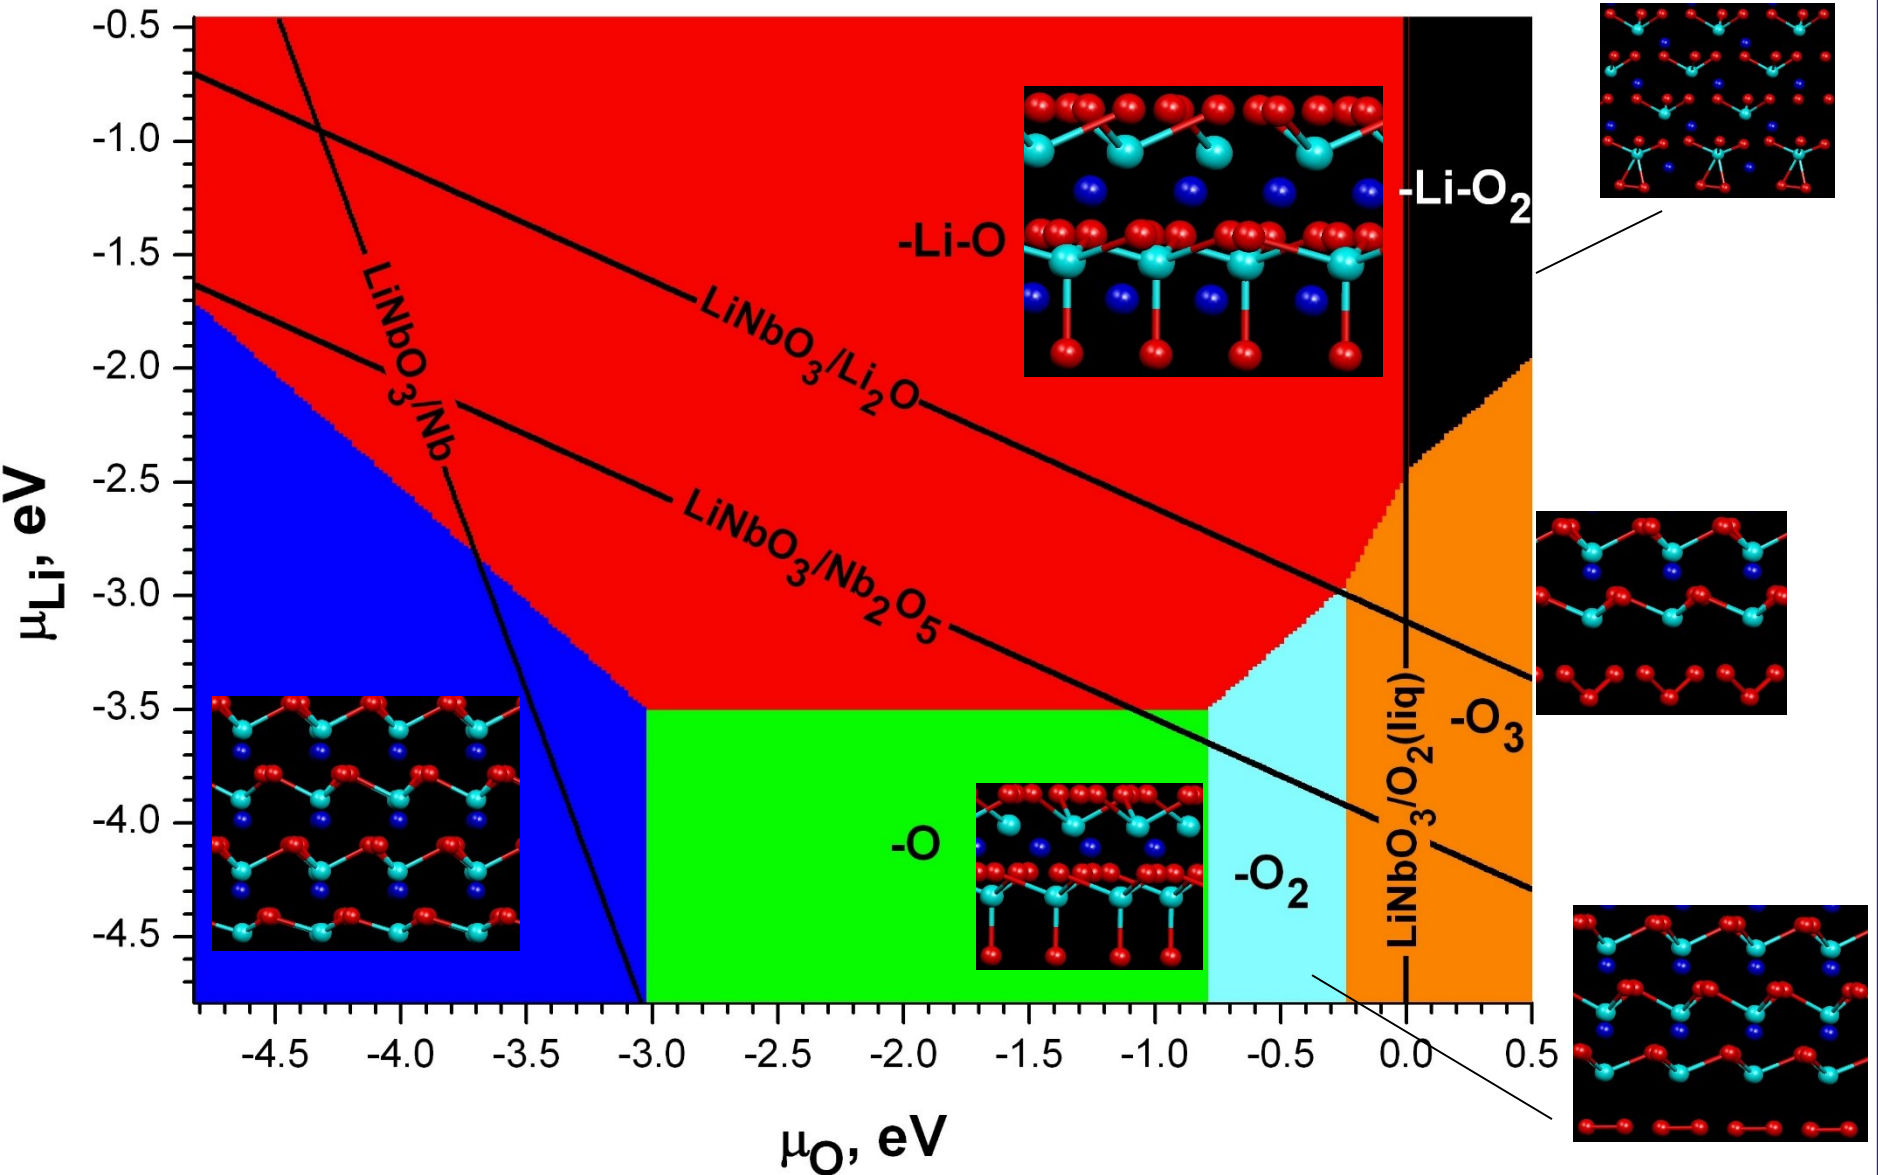 -0.5
-1.0
-1.5
-2.0
-2.5
-3.0
-3.5
-4.0
-4.5
μLi, eV
-4.5 -4.0 -3.5 -3.0 -2.5 -2.0 -1.5 -1.0 -0.5 0.0 0.5
μO, eV
LiNbO3/Nb
LiNbO3/Li2O
LiNbO3/Nb2O5
LiNbO3/O2(liq)
-Li-O
-Li-O2
-O
-O2
-O3